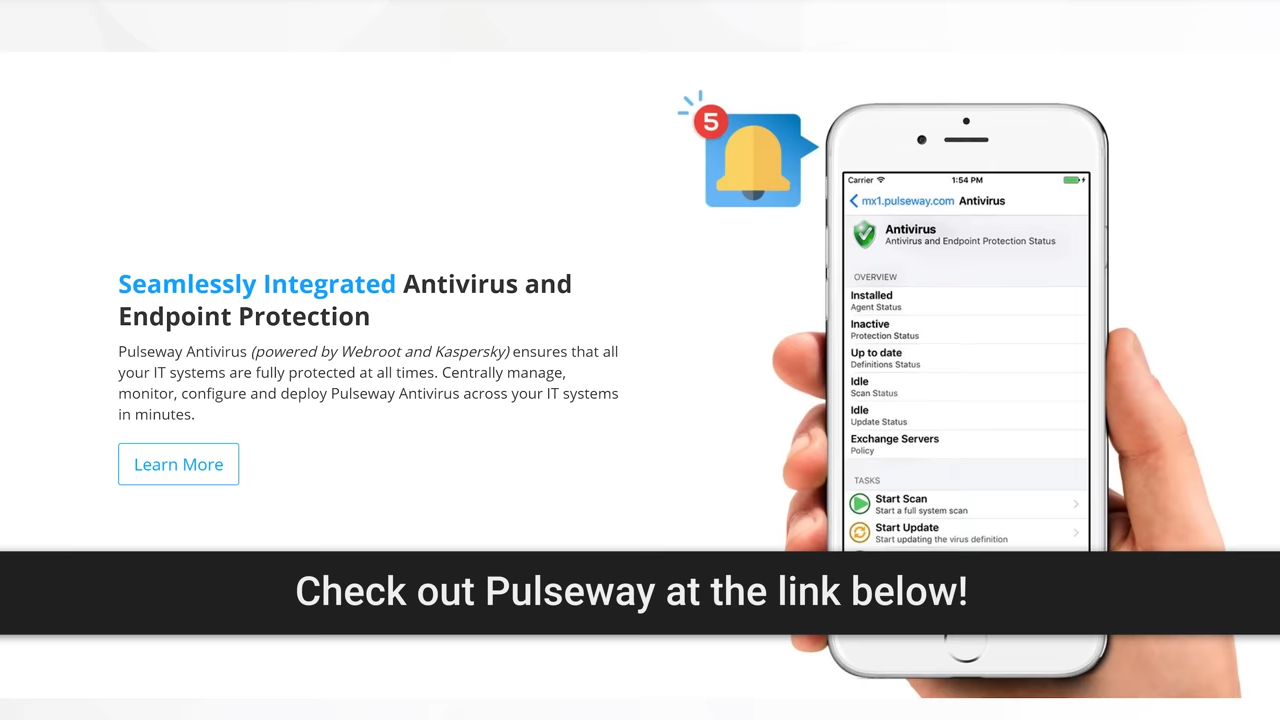 Seamlessly Integrated Antivirus and
Endpoint Protection
Pulseway Antivirus (powered by Webroot and Kaspersky) ensures that all
your IT systems are fully protected at all times. Centrally manage,
monitor, configure and deploy Pulseway Antivirus across your IT systems
in minutes.
Learn More
5
Carrier 1:54 PM
mx1.pulseway.com Antivirus
Antivirus
Antivirus and Endpoint Protection Status
OVERVIEW
Installed
Agent Status
Inactive
Protection Status
Up to date
Definitions Status
Idle
Scan Status
Idle
Update Status
Exchange Servers
Policy
TASKS
Start Scan
Start a full system scan
Start Update
Start updating the virus definition
Check out Pulseway at the link below!